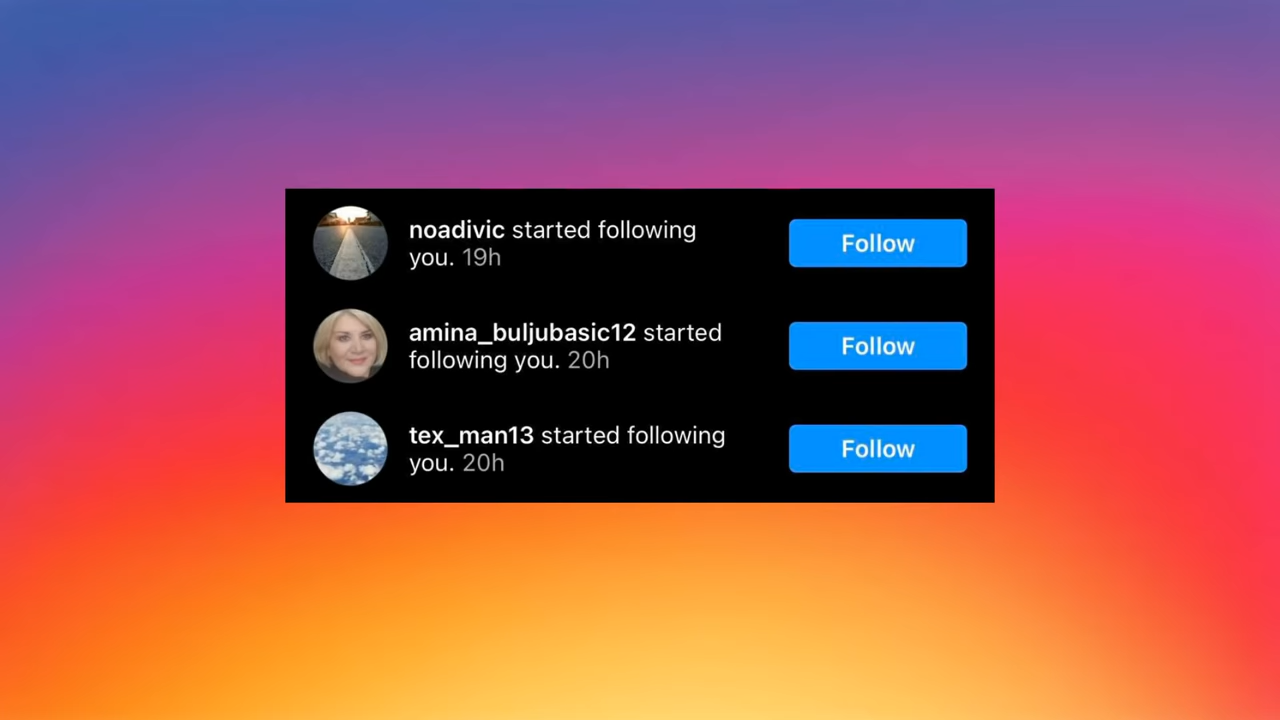 noadivic started following
you. 19h
Follow
amina_buljubasic12 started
following you. 20h
Follow
tex_man13 started following
you. 20h
Follow